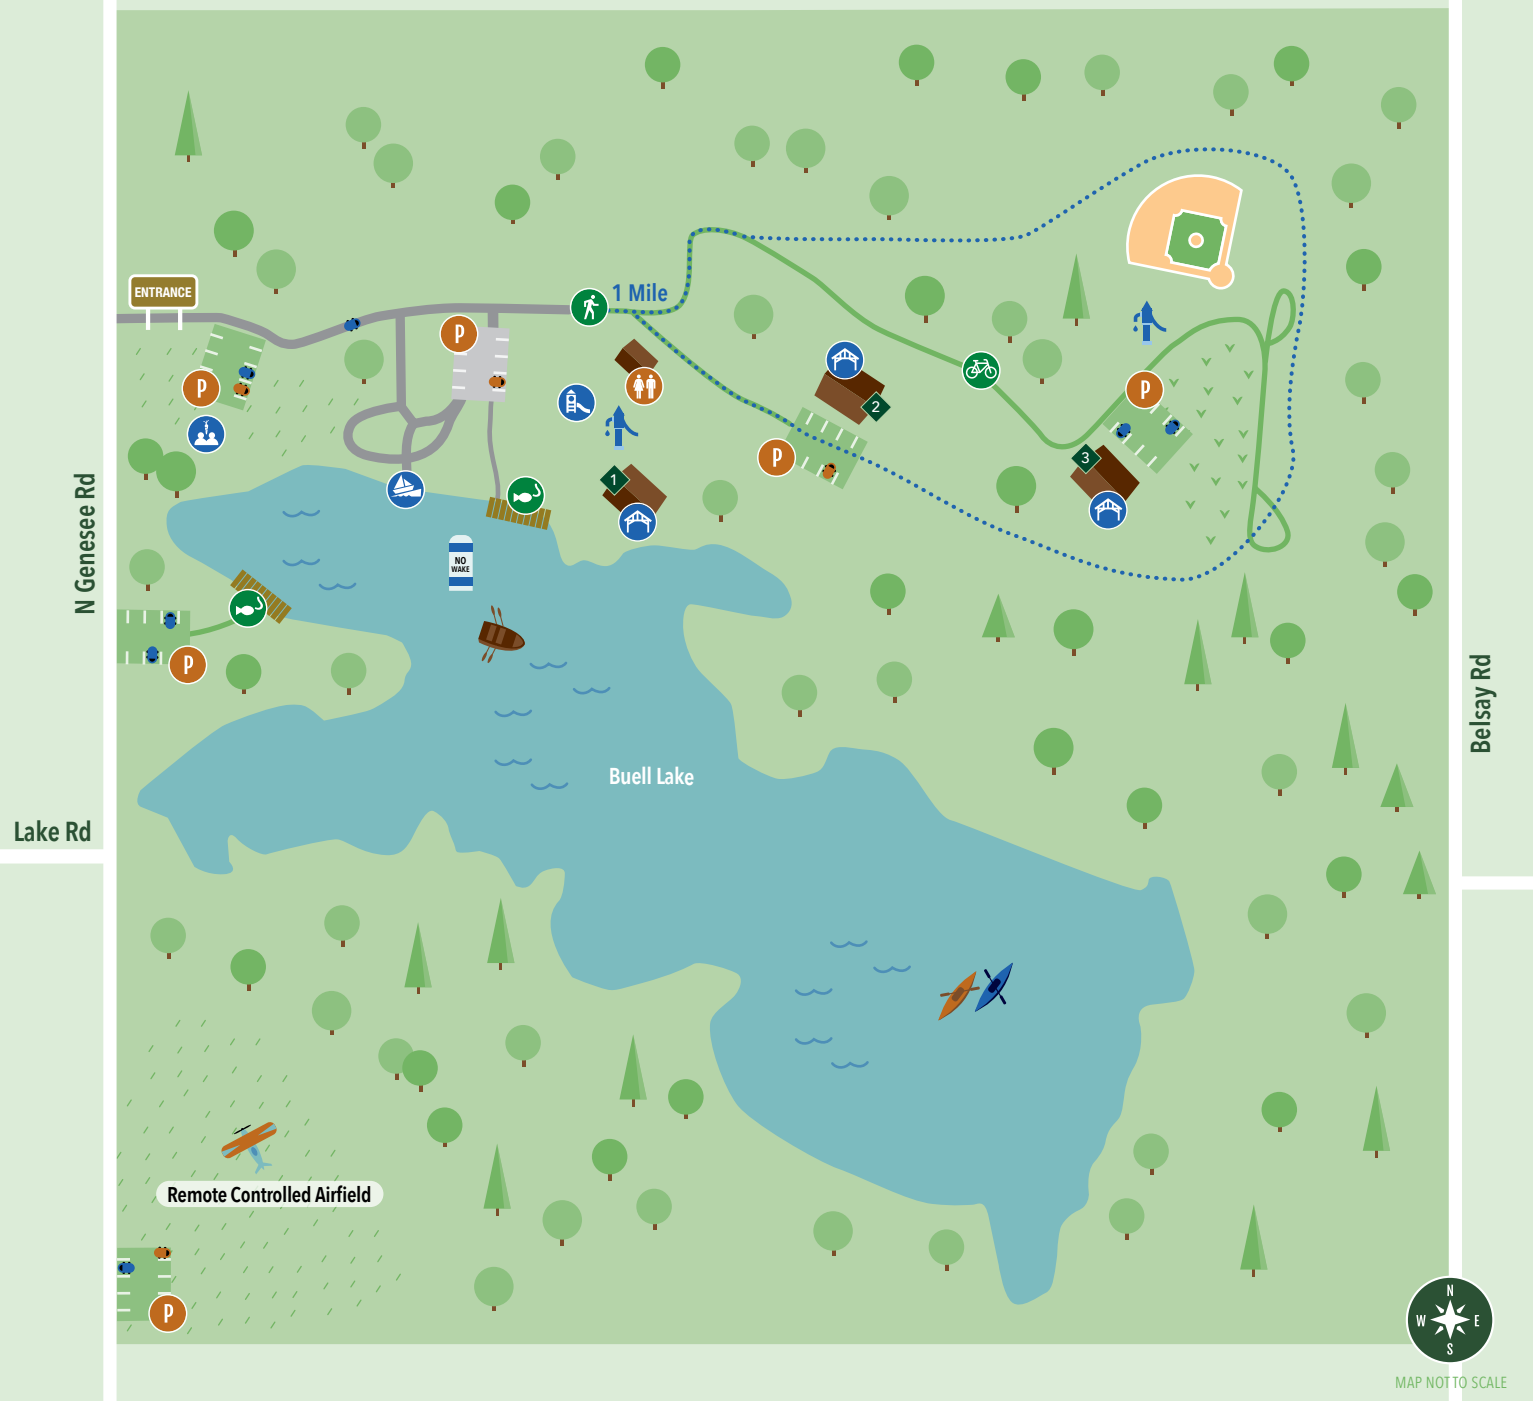 ENTRANCE
1 Mile
P
P
P
2
P
3
1
N Genesee Rd
NO
WAKE
P
Belsay Rd
Buell Lake
Lake Rd
Remote Controlled Airfield
P
N
W E
S
MAP NOT TO SCALE